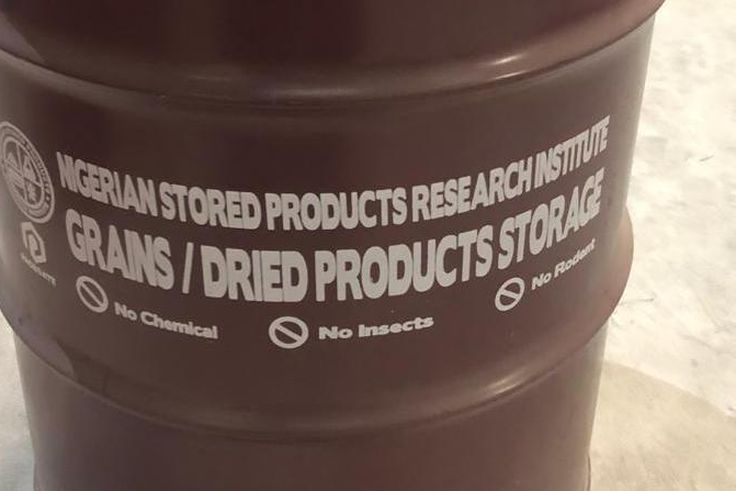 NIGERIAN STORED PRODUCTS RESEARCH INSTITUTE
GRAINS / DRIED PRODUCTS STORAGE
No Chemical No Insects No Rodent